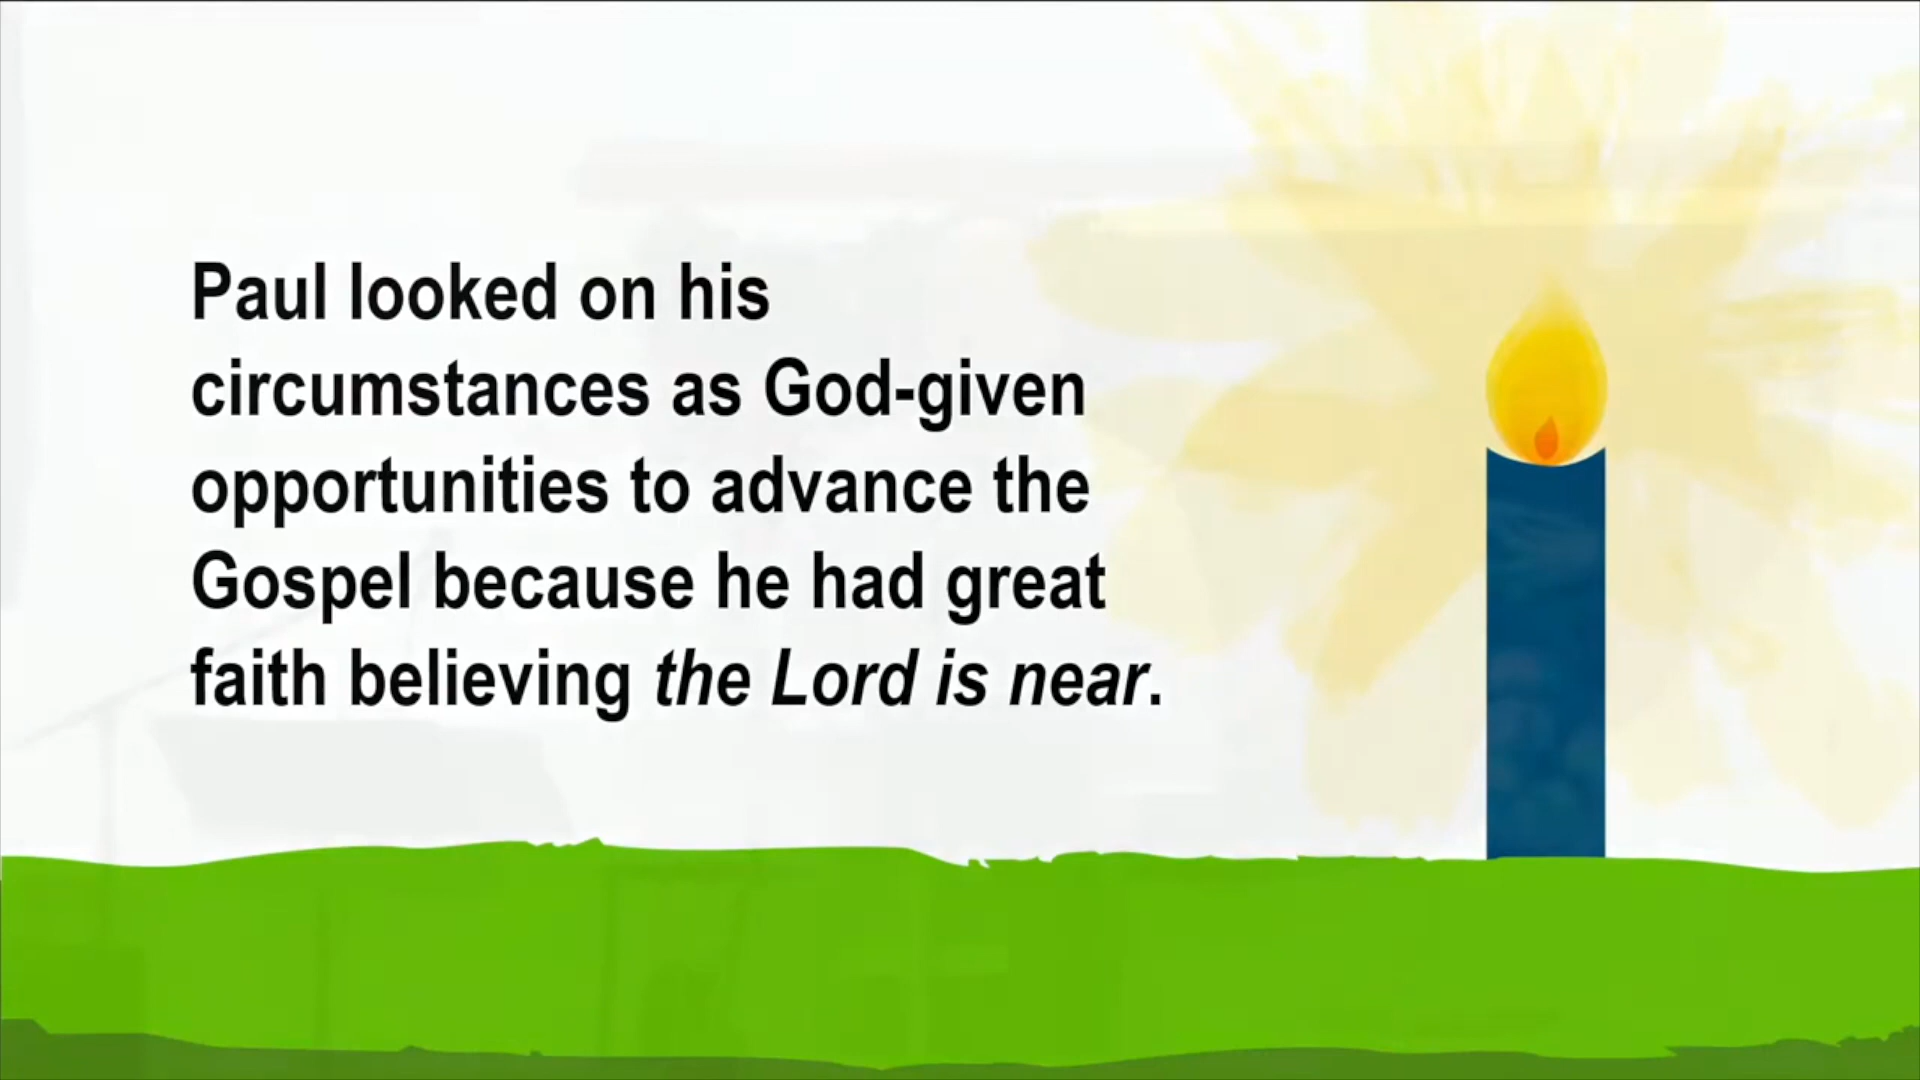 Paul looked on his
circumstances as God-given
opportunities to advance the
Gospel because he had great
faith believing the Lord is near.